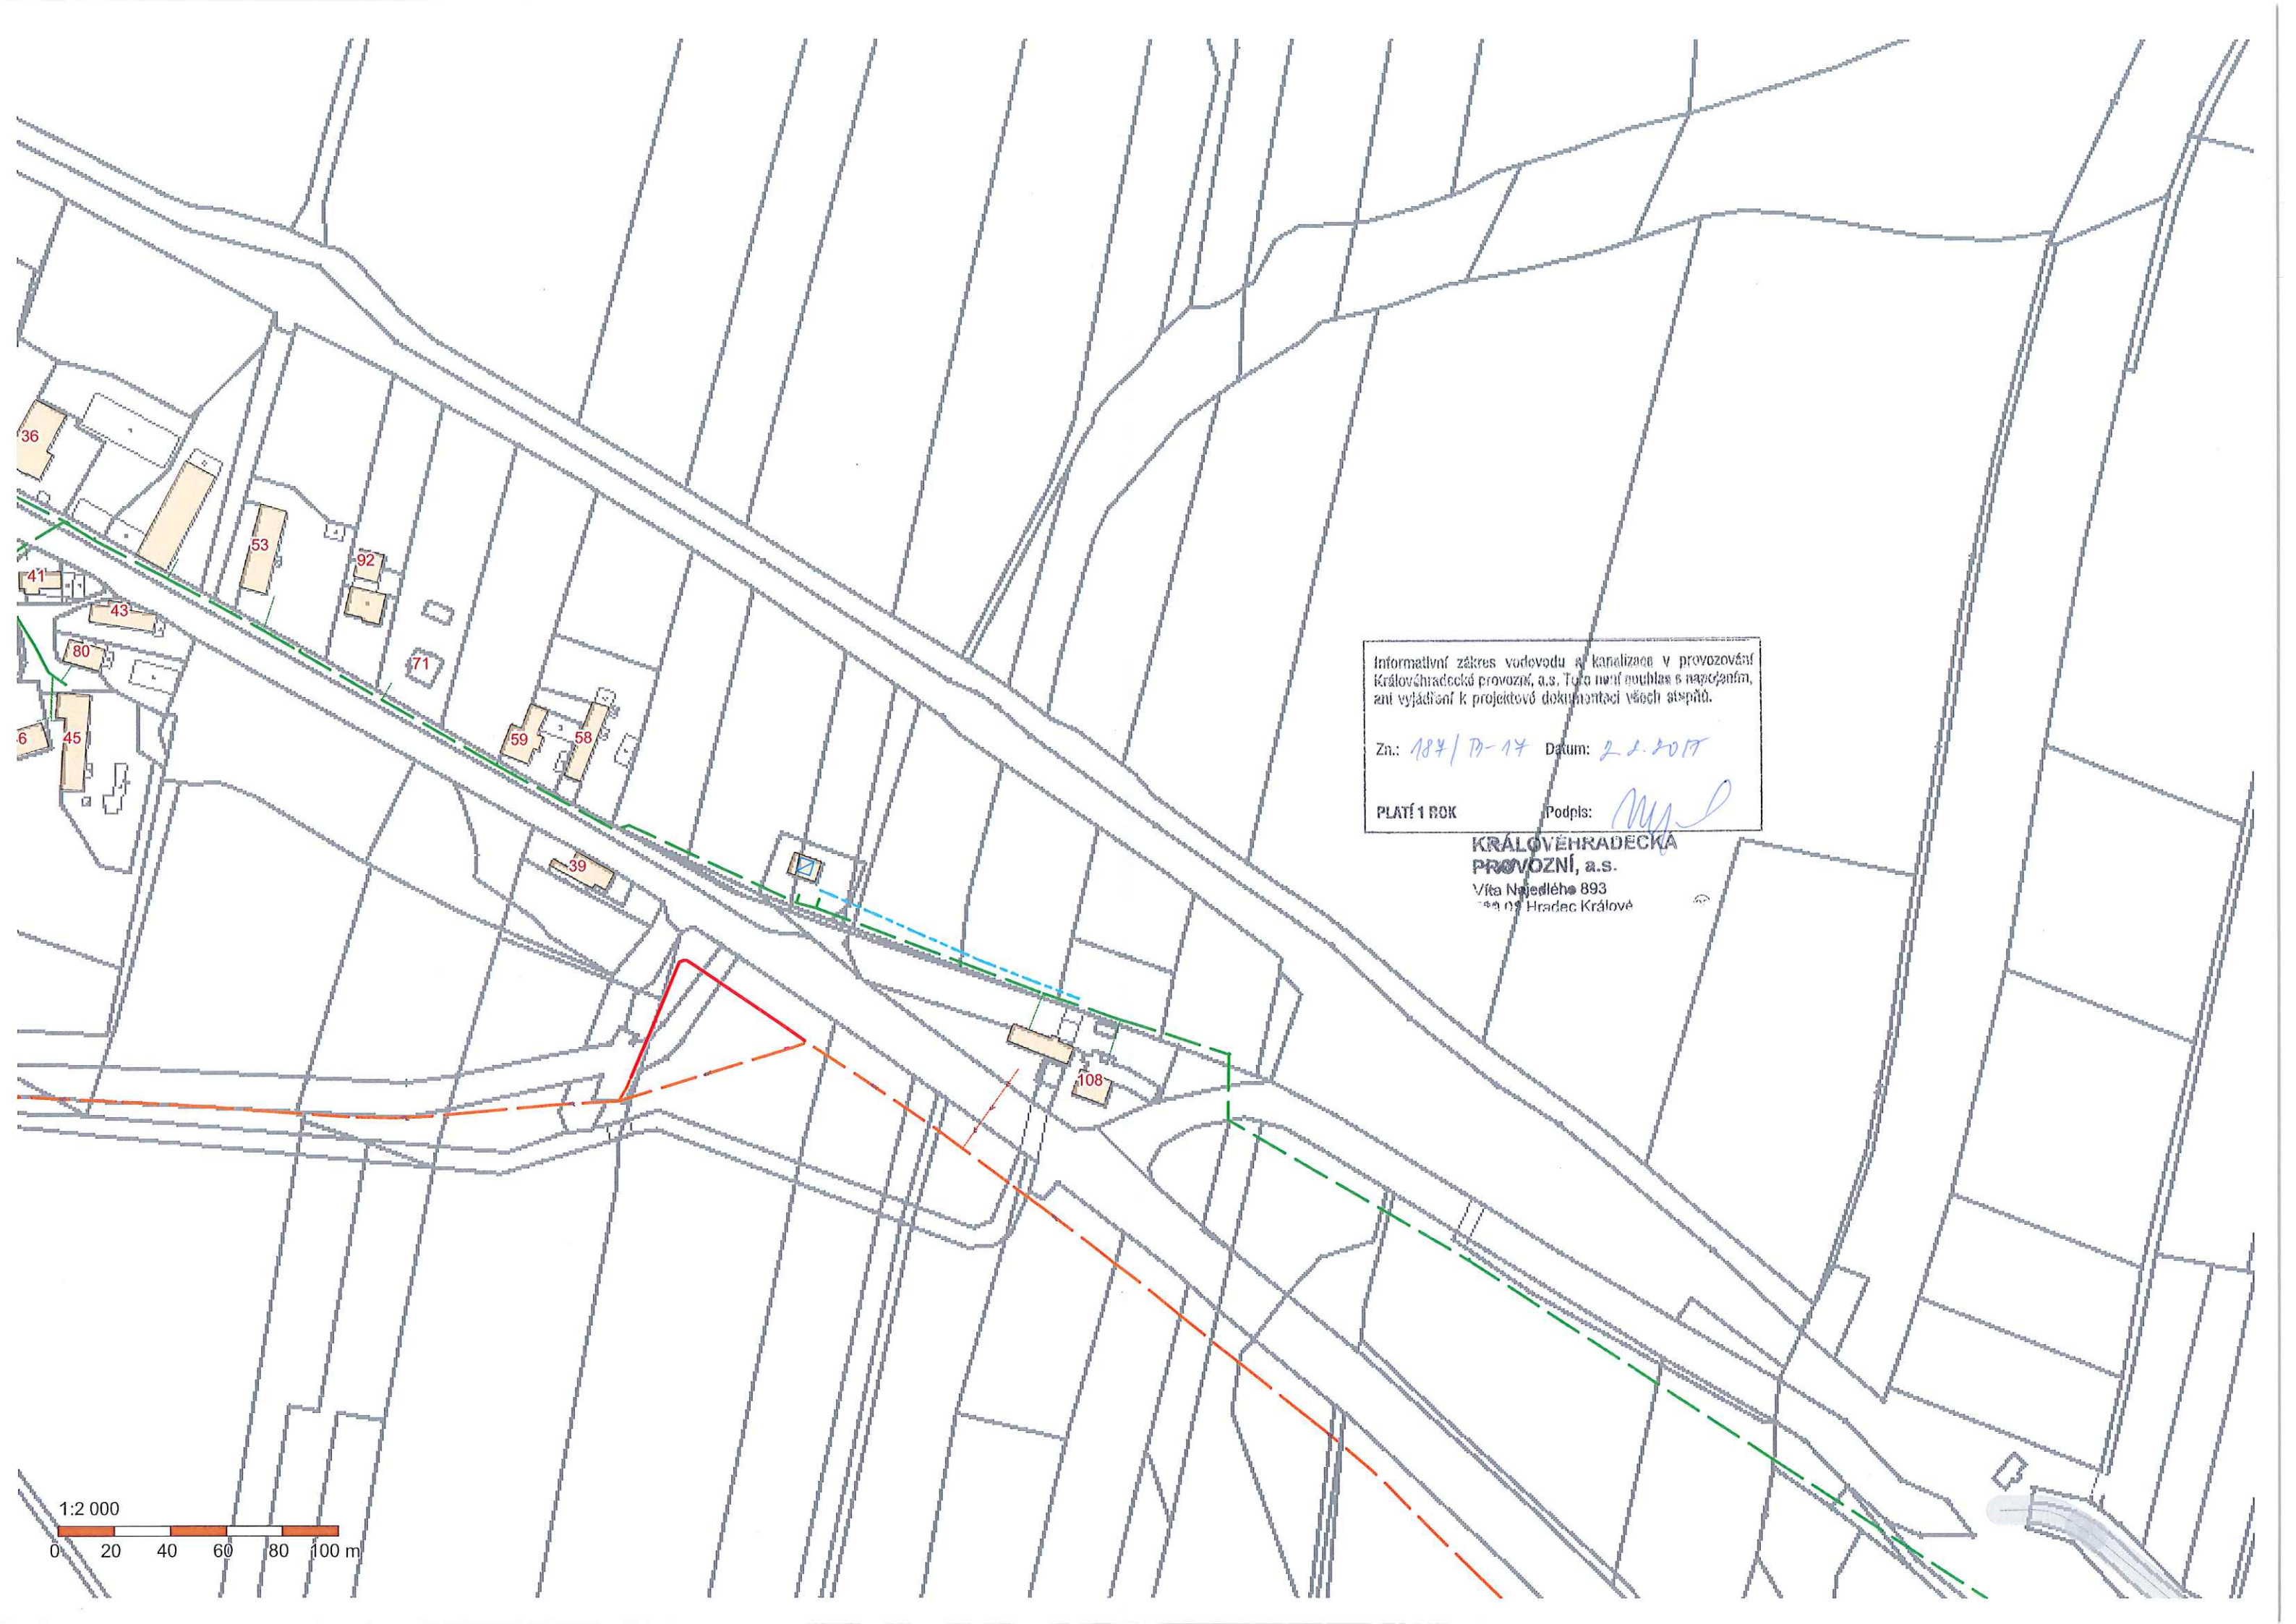 36
53
92
41
43
80
71
6
45
59
58
39
108
Informativní zákres vodovodu a kanalizace v provozování
Královéhradecká provozní, a.s. Toto není souhlas s napojením,
ani vyjádření k projektové dokumentaci všech stupňů.
Zn.: 187/ - 17 Datum: 2.2.2017
PLATÍ 1 ROK Podpis:
KRÁLOVÉHRADECKÁ
PROVOZNÍ, a.s.
Víta Nejedlého 893
Hradec Králové
1:2 000
0 20 40 60 80 100 m